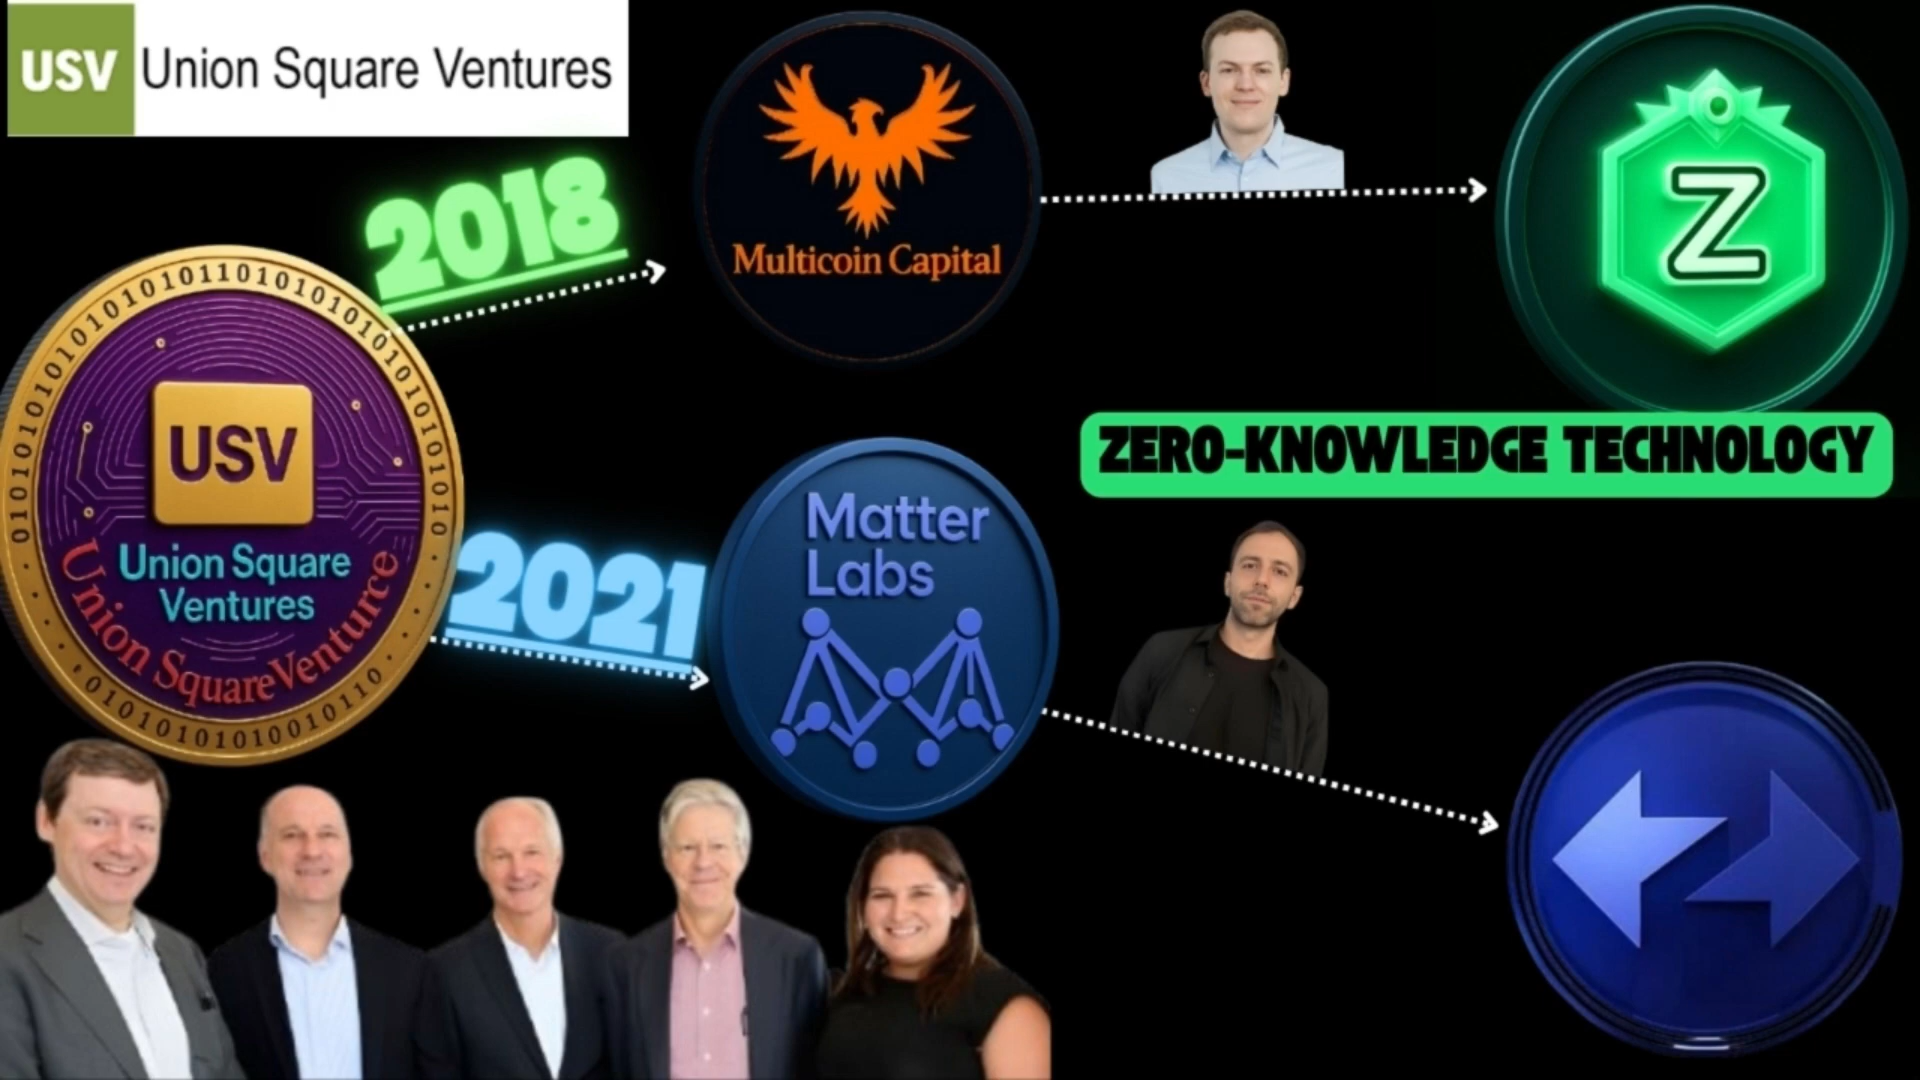 USV Union Square Ventures
2018
Multicoin Capital
Z
ZERO-KNOWLEDGE TECHNOLOGY
USV
Union Square
Ventures
Union Square Venturce
2021
Matter
Labs